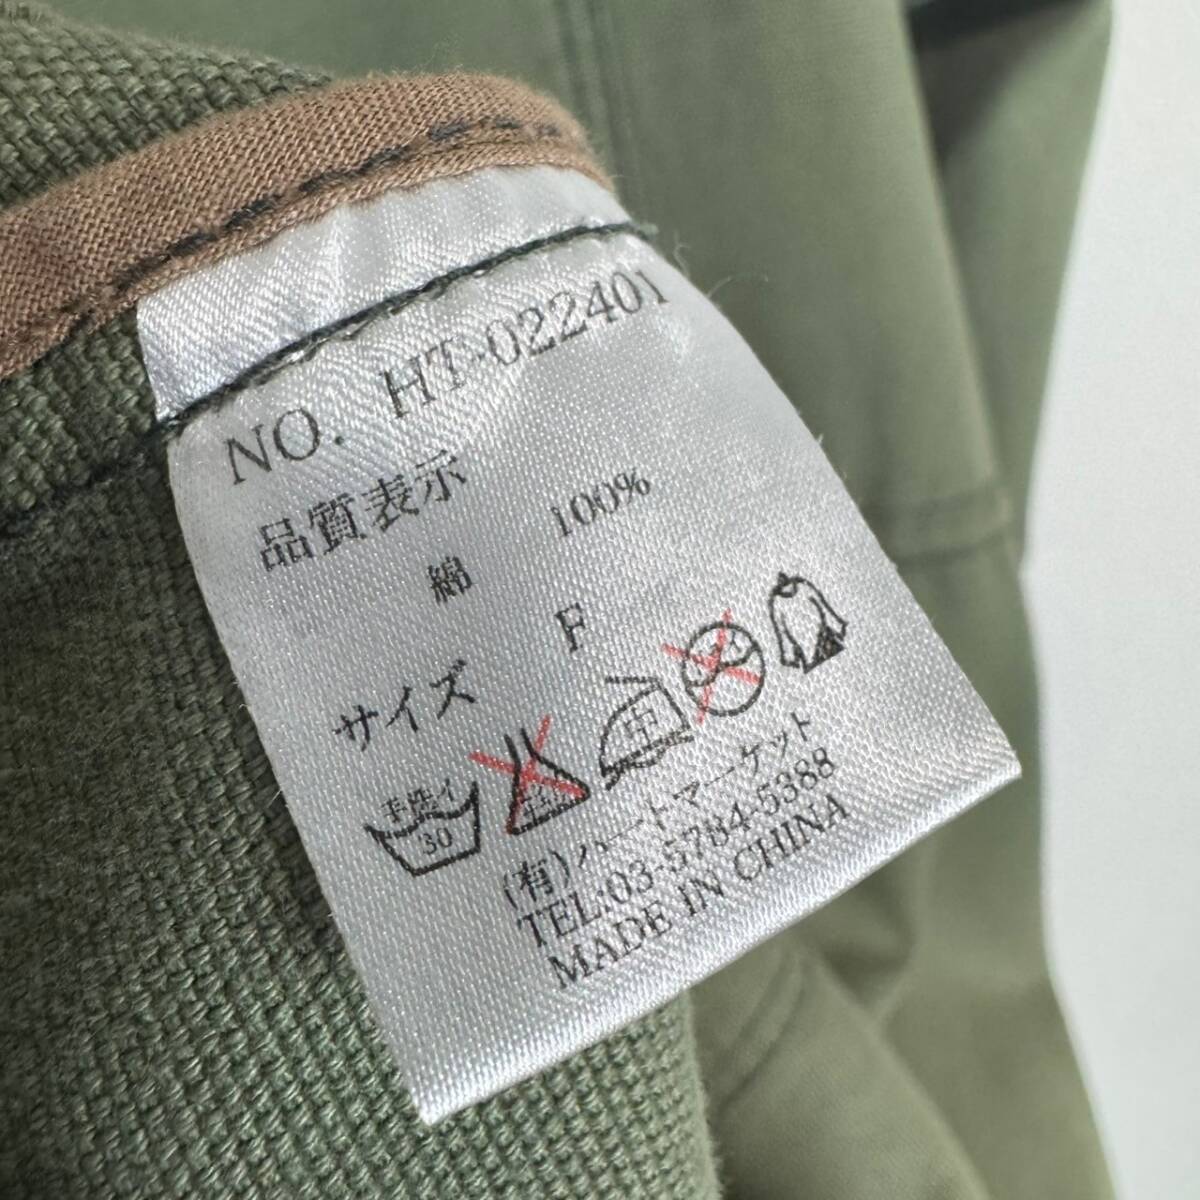 NO. HT-022401
品質表示
綿 100%
サイズ F
手洗イ
30
中
(有)ハートマーケット
TEL:03-5784-5388
MADE IN CHINA